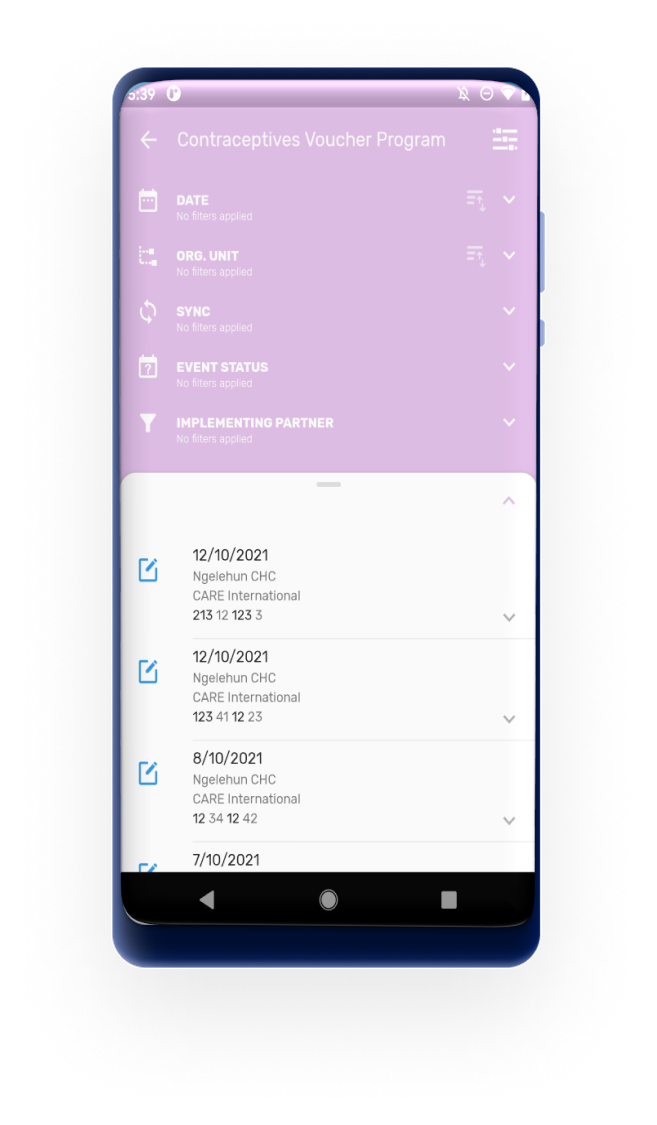 5:39
Contraceptives Voucher Program
DATE
No filters applied
ORG. UNIT
No filters applied
SYNC
No filters applied
EVENT STATUS
No filters applied
IMPLEMENTING PARTNER
No filters applied
12/10/2021
Ngelehun CHC
CARE International
213 12 123 3
12/10/2021
Ngelehun CHC
CARE International
123 41 12 23
8/10/2021
Ngelehun CHC
CARE International
12 34 12 42
7/10/2021